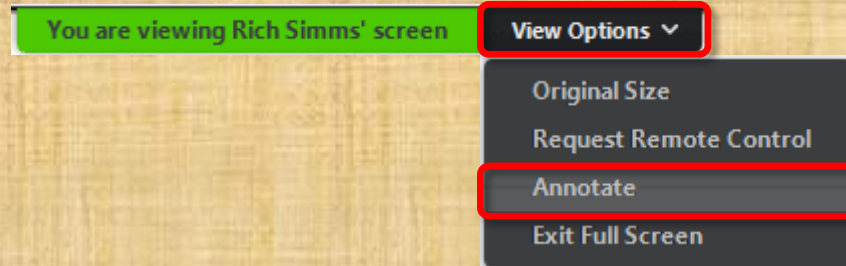 You are viewing Rich Simms' screen View Options
Original Size
Request Remote Control
Annotate
Exit Full Screen